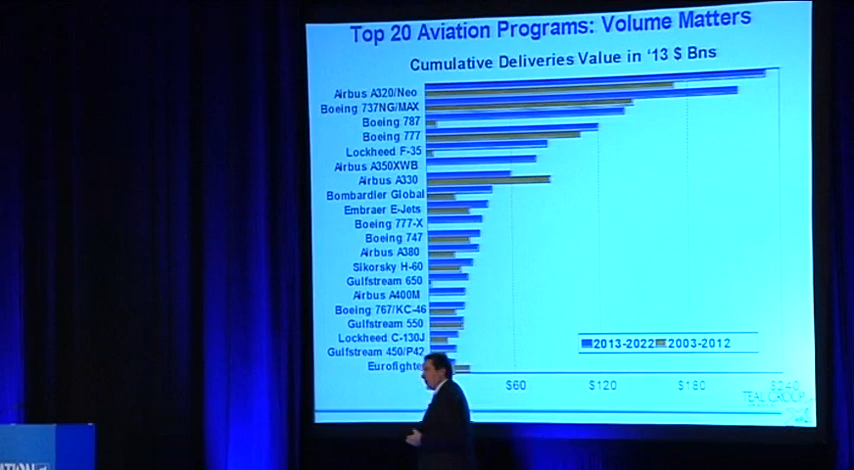 Top 20 Aviation Programs: Volume Matters
Cumulative Deliveries Value in '13 $ Bns
Airbus A320/Neo
Boeing 737NG/MAX
Boeing 787
Boeing 777
Lockheed F-35
Airbus A350XWB
Airbus A330
Bombardier Global
Embraer E-Jets
Boeing 777-X
Boeing 747
Airbus A380
Sikorsky H-60
Gulfstream 650
Airbus A400M
Boeing 767/KC-46
Gulfstream 550
Lockheed C-130J
Gulfstream 450/P42
Eurofighter
2013-2022 2003-2012
$60 $120 $180 $240
TEAL GROUP